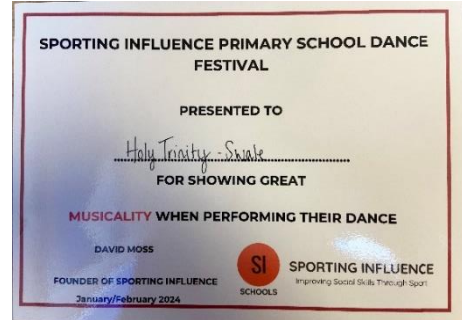 SPORTING INFLUENCE PRIMARY SCHOOL DANCE
FESTIVAL
PRESENTED TO
Holy Trinity - Swale
FOR SHOWING GREAT
MUSICALITY WHEN PERFORMING THEIR DANCE
DAVID MOSS
FOUNDER OF SPORTING INFLUENCE
January/February 2024
SI
SCHOOLS
SPORTING INFLUENCE
Improving Social Skills Through Sport